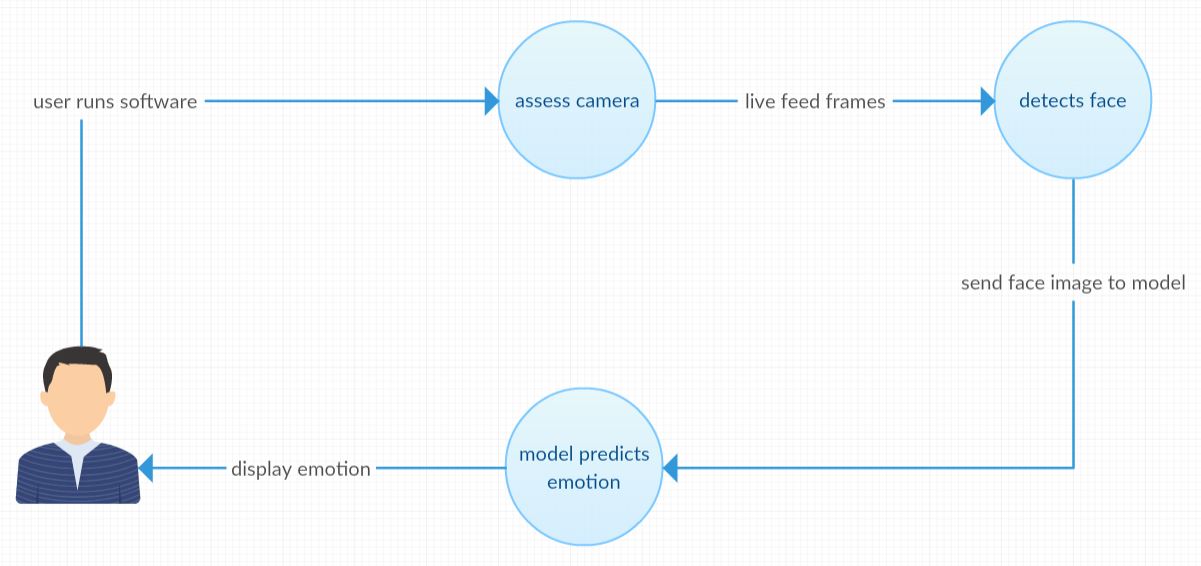 user runs software
assess camera
live feed frames
detects face
send face image to model
model predicts
emotion
display emotion